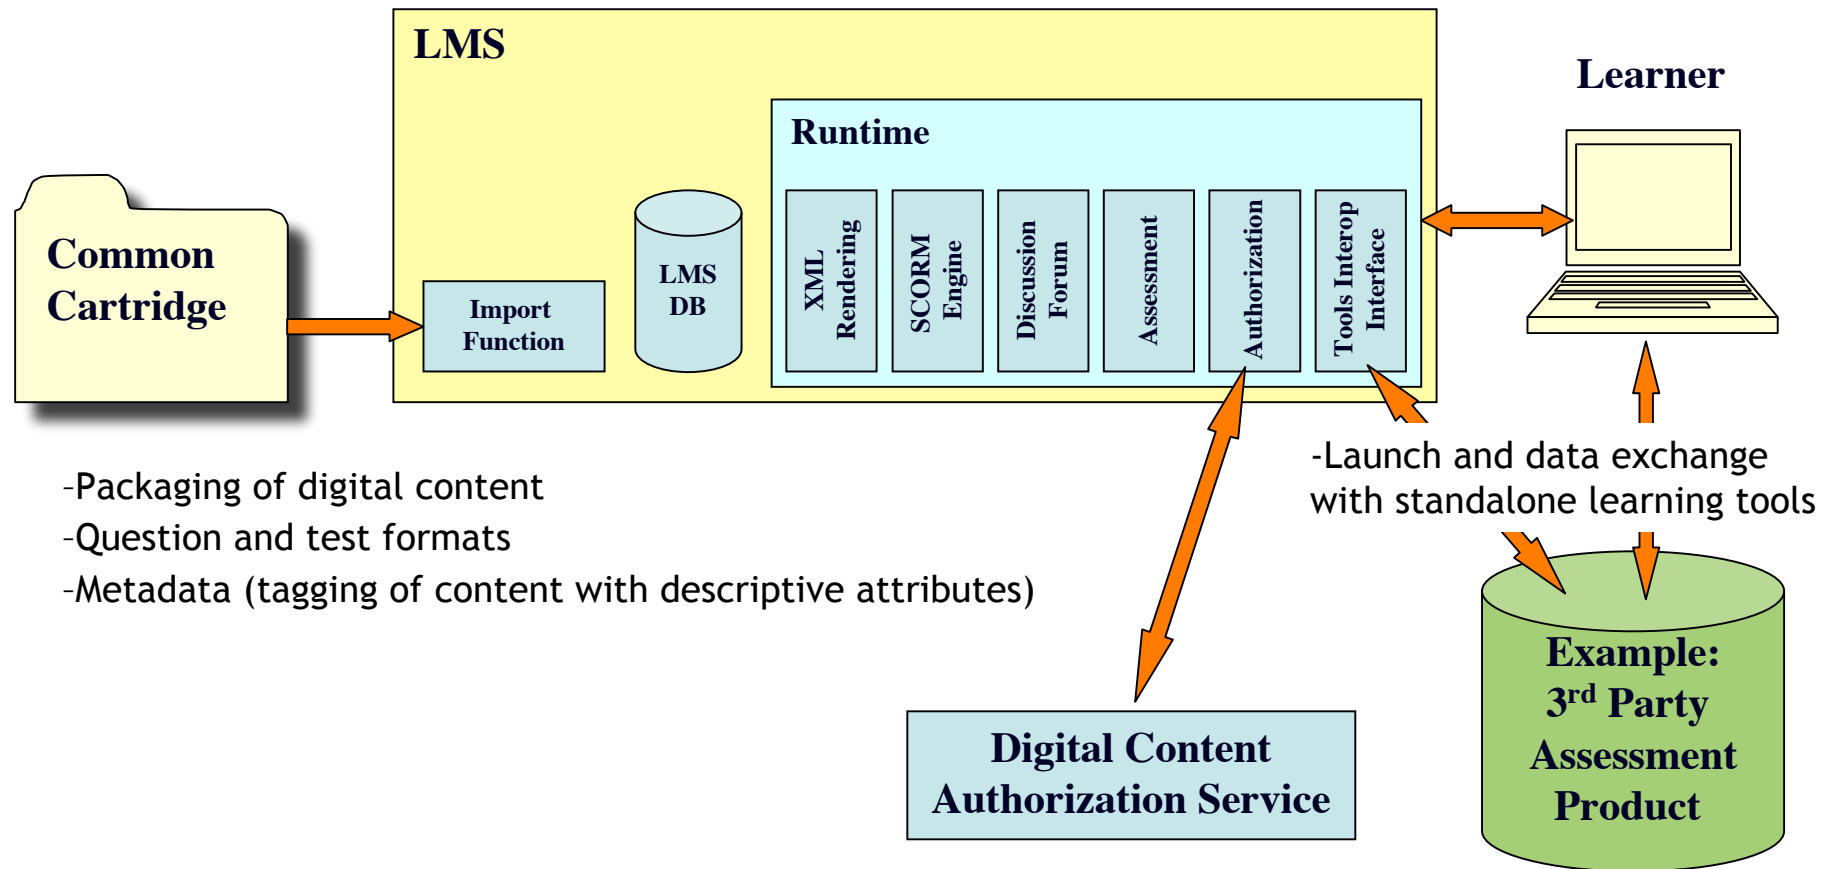 LMS
Learner
Runtime
Common
Cartridge
Import
Function
LMS
DB
XML
Rendering
SCORM
Engine
Discussion
Forum
Assessment
Authorization
Tools Interop
Interface
-Launch and data exchange
with standalone learning tools
-Packaging of digital content
-Question and test formats
-Metadata (tagging of content with descriptive attributes)
Digital Content
Authorization Service
Example:
3rd Party
Assessment
Product